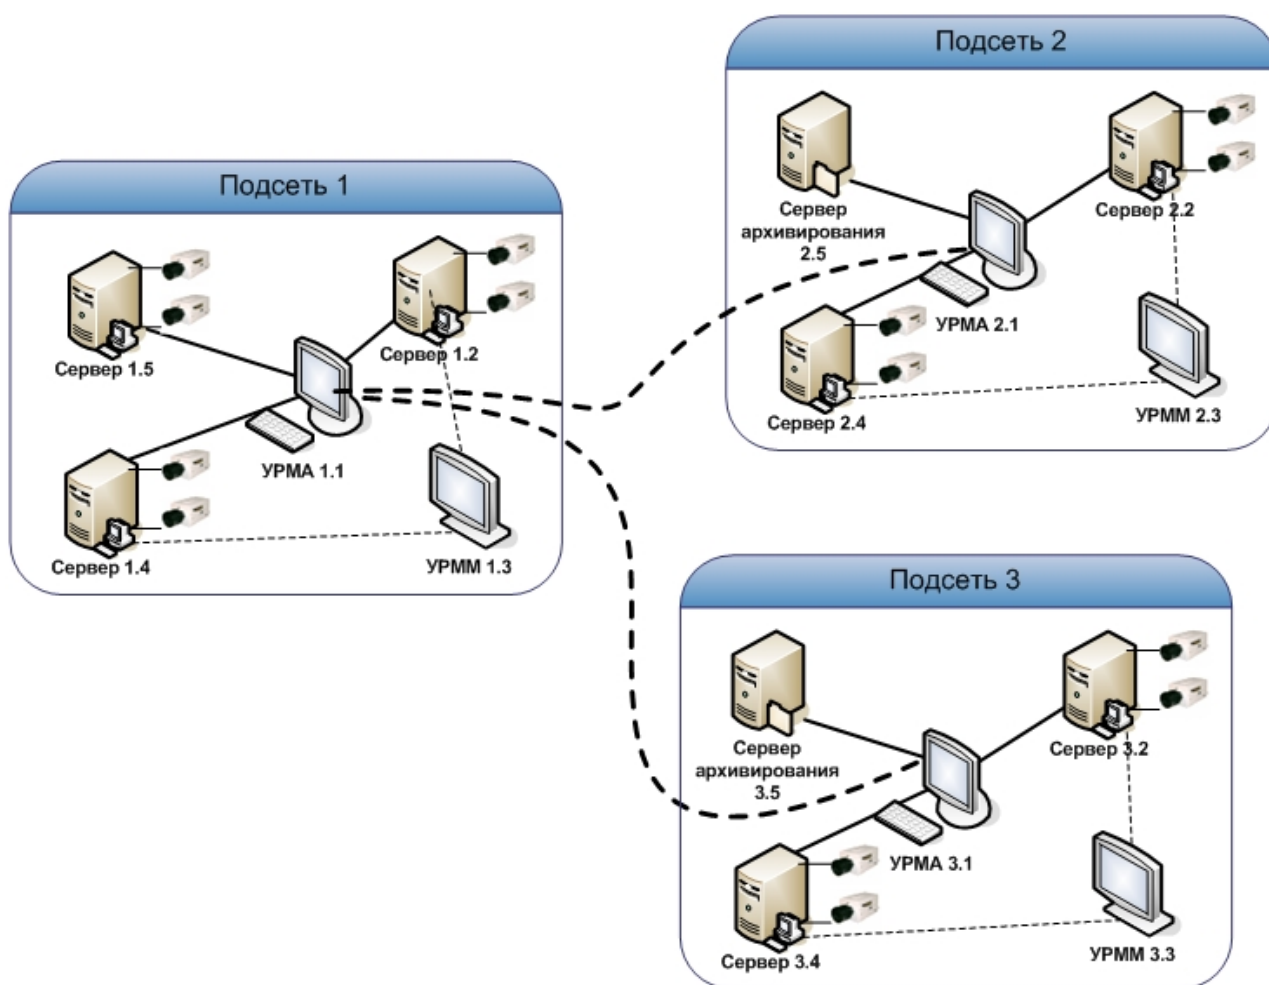 Подсеть 1
Сервер 1.5
Сервер 1.2
УРМА 1.1
Сервер 1.4
УРММ 1.3
Подсеть 2
Сервер
архивирования
2.5
Сервер 2.2
УРМА 2.1
Сервер 2.4
УРММ 2.3
Подсеть 3
Сервер
архивирования
3.5
Сервер 3.2
УРМА 3.1
Сервер 3.4
УРММ 3.3